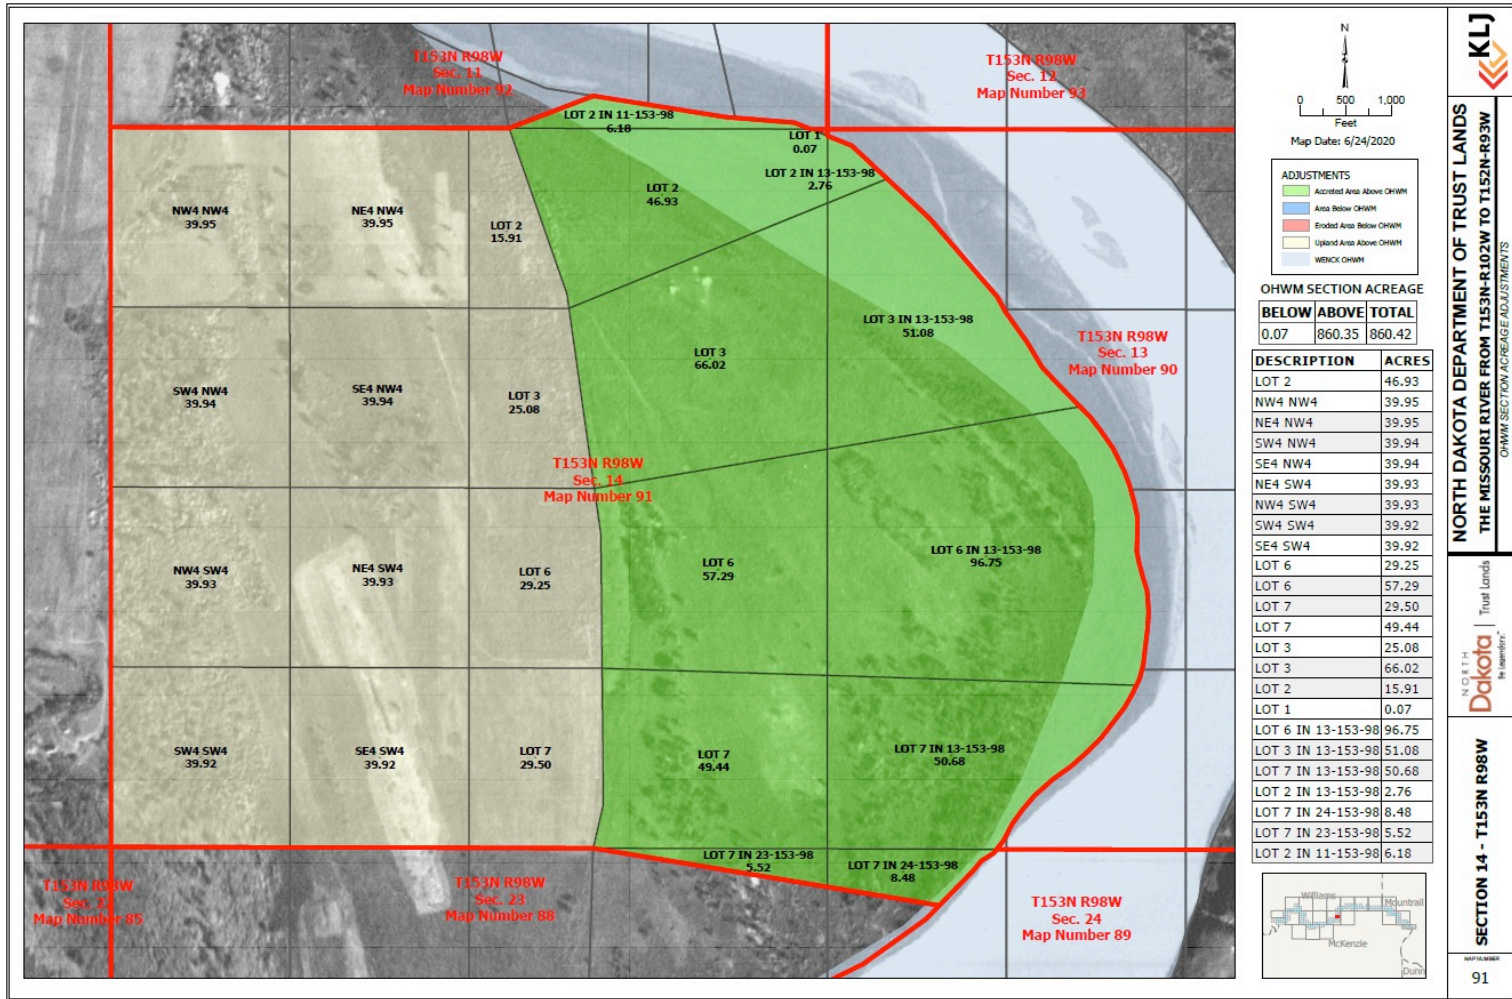 T153N R98W
Sec. 11
Map Number 92
T153N R98W
Sec. 12
Map Number 93
LOT 2 IN 11-153-98
6.18
LOT 1
0.07
LOT 2 IN 13-153-98
2.76
LOT 2
46.93
NW4 NW4
39.95
NE4 NW4
39.95
LOT 2
15.91
LOT 3 IN 13-153-98
51.08
LOT 3
66.02
T153N R98W
Sec. 13
Map Number 90
SW4 NW4
39.94
SE4 NW4
39.94
LOT 3
25.08
T153N R98W
Sec. 14
Map Number 91
NW4 SW4
39.93
NE4 SW4
39.93
LOT 6
29.25
LOT 6
57.29
LOT 6 IN 13-153-98
96.75
SW4 SW4
39.92
SE4 SW4
39.92
LOT 7
29.50
LOT 7
49.44
LOT 7 IN 13-153-98
50.68
LOT 7 IN 23-153-98
5.52
LOT 7 IN 24-153-98
8.48
T153N R98W
Sec. 22
Map Number 85
T153N R98W
Sec. 23
Map Number 88
T153N R98W
Sec. 24
Map Number 89
N
0 500 1,000
Feet
Map Date: 6/24/2020
ADJUSTMENTS
Accreted Area Above OHWM
Area Below OHWM
Eroded Area Below OHWM
Upland Area Above OHWM
WENCK OHWM
OHWM SECTION ACREAGE
BELOW ABOVE TOTAL
0.07 860.35 860.42
DESCRIPTION ACRES
LOT 2 46.93
NW4 NW4 39.95
NE4 NW4 39.95
SW4 NW4 39.94
SE4 NW4 39.94
NE4 SW4 39.93
NW4 SW4 39.93
SW4 SW4 39.92
SE4 SW4 39.92
LOT 6 29.25
LOT 6 57.29
LOT 7 29.50
LOT 7 49.44
LOT 3 25.08
LOT 3 66.02
LOT 2 15.91
LOT 1 0.07
LOT 6 IN 13-153-98 96.75
LOT 3 IN 13-153-98 51.08
LOT 7 IN 13-153-98 50.68
LOT 2 IN 13-153-98 2.76
LOT 7 IN 24-153-98 8.48
LOT 7 IN 23-153-98 5.52
LOT 2 IN 11-153-98 6.18
Williams
Mountrail
McKenzie
Dunn
KLJ
NORTH DAKOTA DEPARTMENT OF TRUST LANDS
THE MISSOURI RIVER FROM T153N-R102W TO T152N-R93W
OHWM SECTION ACREAGE ADJUSTMENTS
NORTH
Dakota | Trust Lands
Be Legendary.™
SECTION 14 - T153N R98W
MAP NUMBER
91